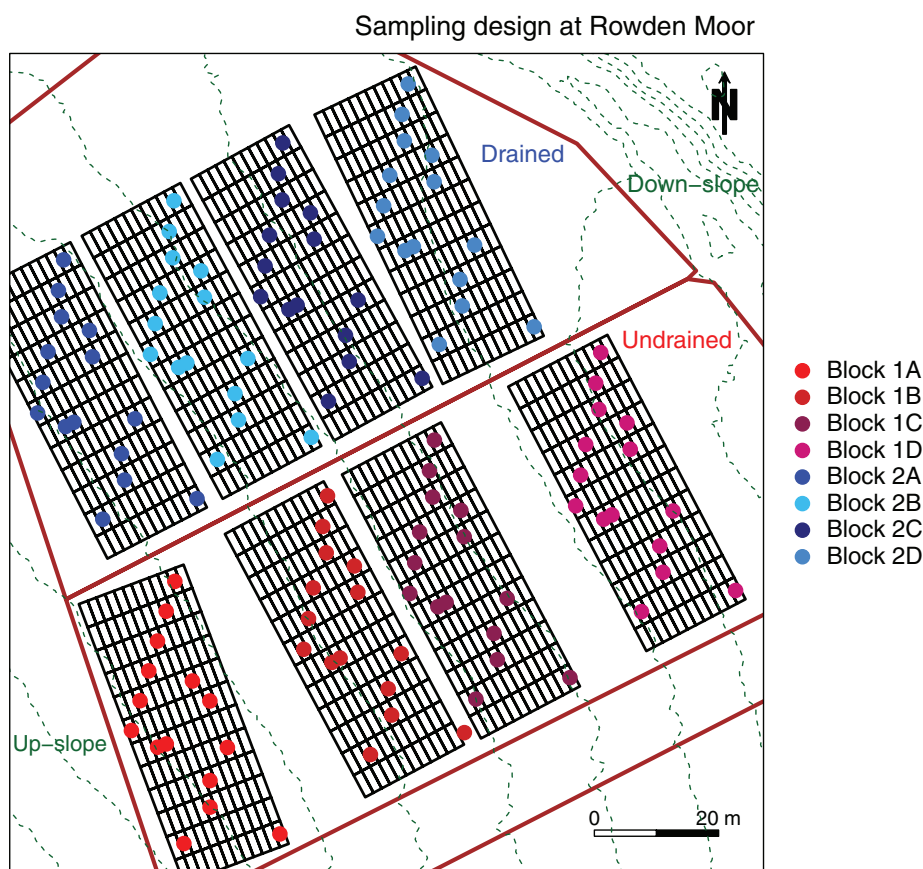 Sampling design at Rowden Moor
N
Drained
Down–slope
Undrained
Block 1A
Block 1B
Block 1C
Block 1D
Block 2A
Block 2B
Block 2C
Block 2D
Up–slope
0 20 m